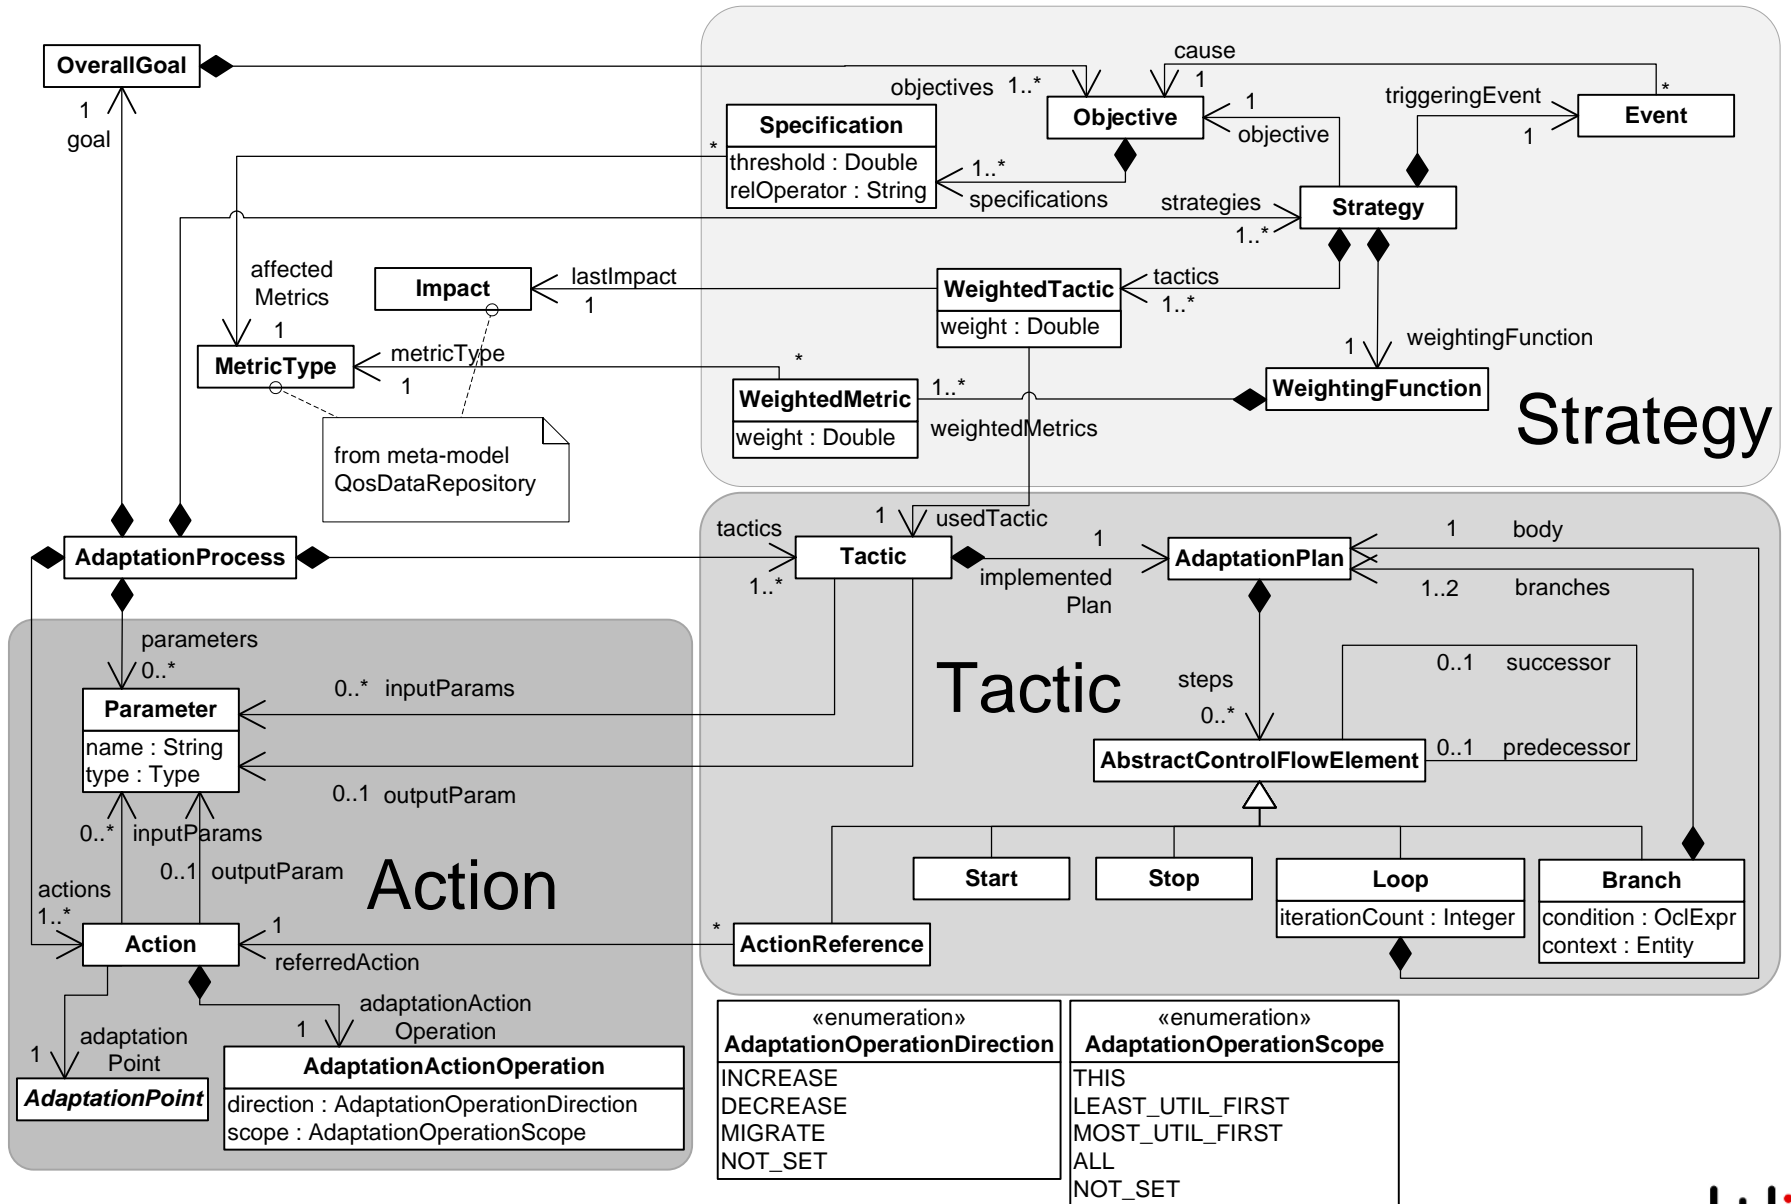 OverallGoal
1
goal
objectives 1..*
cause
1
Objective
1
objective
triggeringEvent
1
*
Event
Specification
threshold : Double
relOperator : String
*
1..*
specifications
strategies
1..*
Strategy
affected
Metrics
1
Impact
lastImpact
1
WeightedTactic
weight : Double
tactics
1..*
MetricType
metricType
1
*
WeightedMetric
weight : Double
1..*
weightedMetrics
1
weightingFunction
WeightingFunction
Strategy
from meta-model
QosDataRepository
AdaptationProcess
tactics
1..*
1
usedTactic
Tactic
1
implemented
Plan
AdaptationPlan
1
body
1..2
branches
parameters
0..*
Parameter
name : String
type : Type
0..* inputParams
0..1 outputParam
Tactic
steps
0..*
0..1
successor
0..1
predecessor
AbstractControlFlowElement
0..* inputParams
0..1 outputParam
Action
actions
1..*
Action
1
referredAction
*
ActionReference
Start
Stop
Loop
iterationCount : Integer
Branch
condition : OclExpr
context : Entity
1
adaptation
Point
AdaptationPoint
1
adaptationAction
Operation
AdaptationActionOperation
direction : AdaptationOperationDirection
scope : AdaptationOperationScope
«enumeration»
AdaptationOperationDirection
INCREASE
DECREASE
MIGRATE
NOT_SET
«enumeration»
AdaptationOperationScope
THIS
LEAST_UTIL_FIRST
MOST_UTIL_FIRST
ALL
NOT_SET